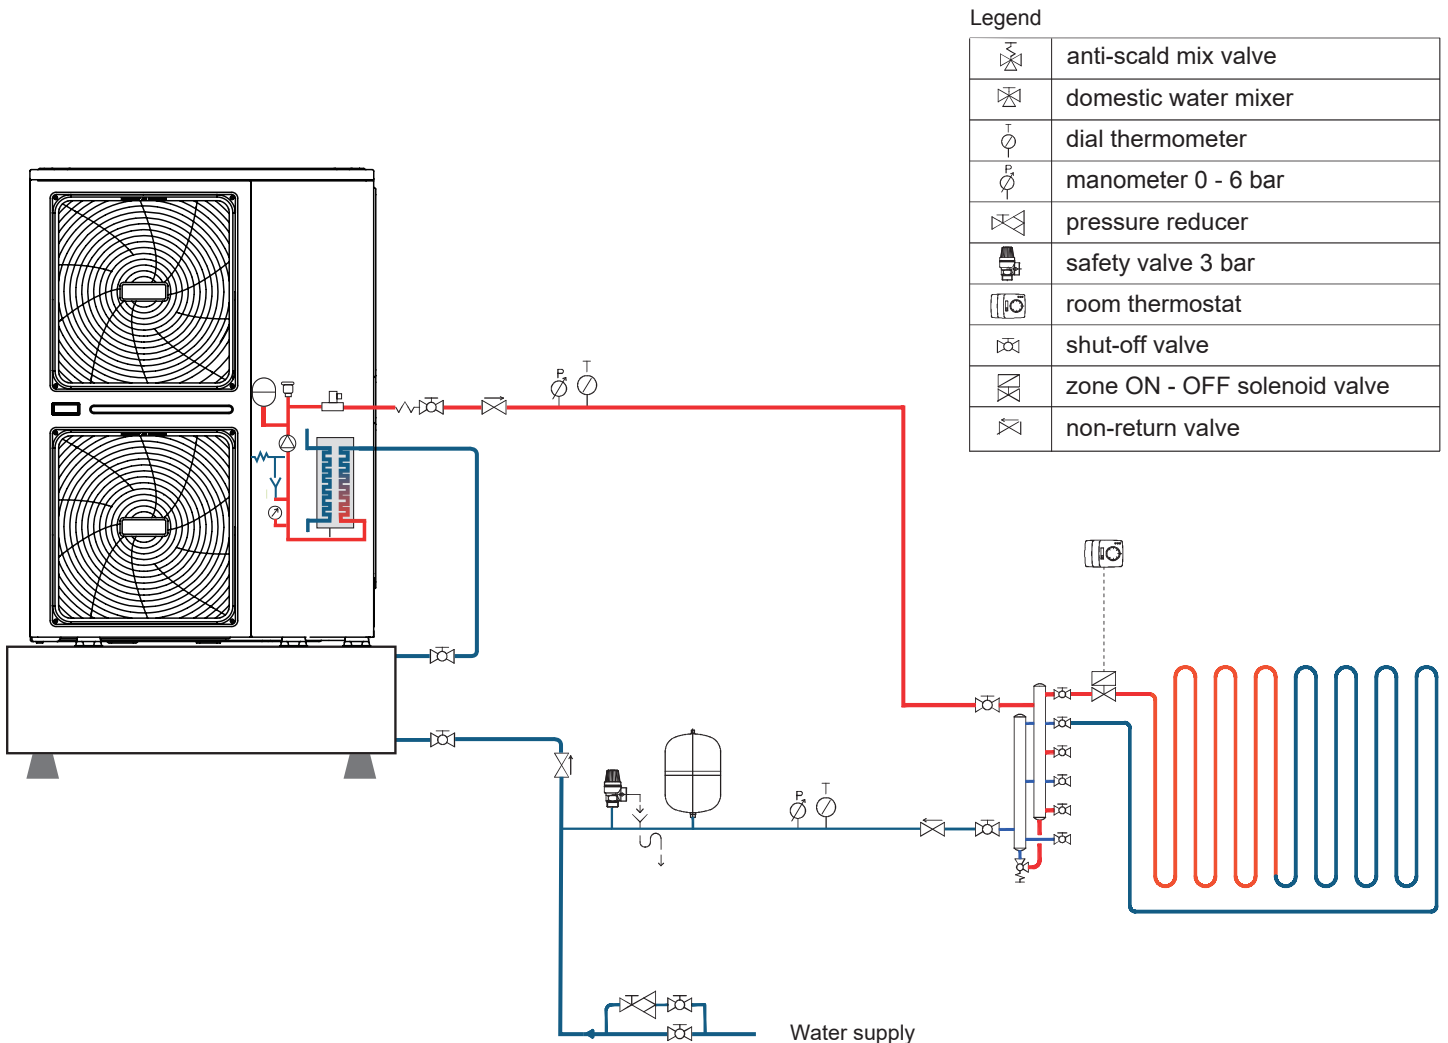 Legend
anti-scald mix valve
domestic water mixer
T
dial thermometer
P
manometer 0 - 6 bar
pressure reducer
safety valve 3 bar
room thermostat
shut-off valve
zone ON - OFF solenoid valve
non-return valve
P
T
P
T
Water supply